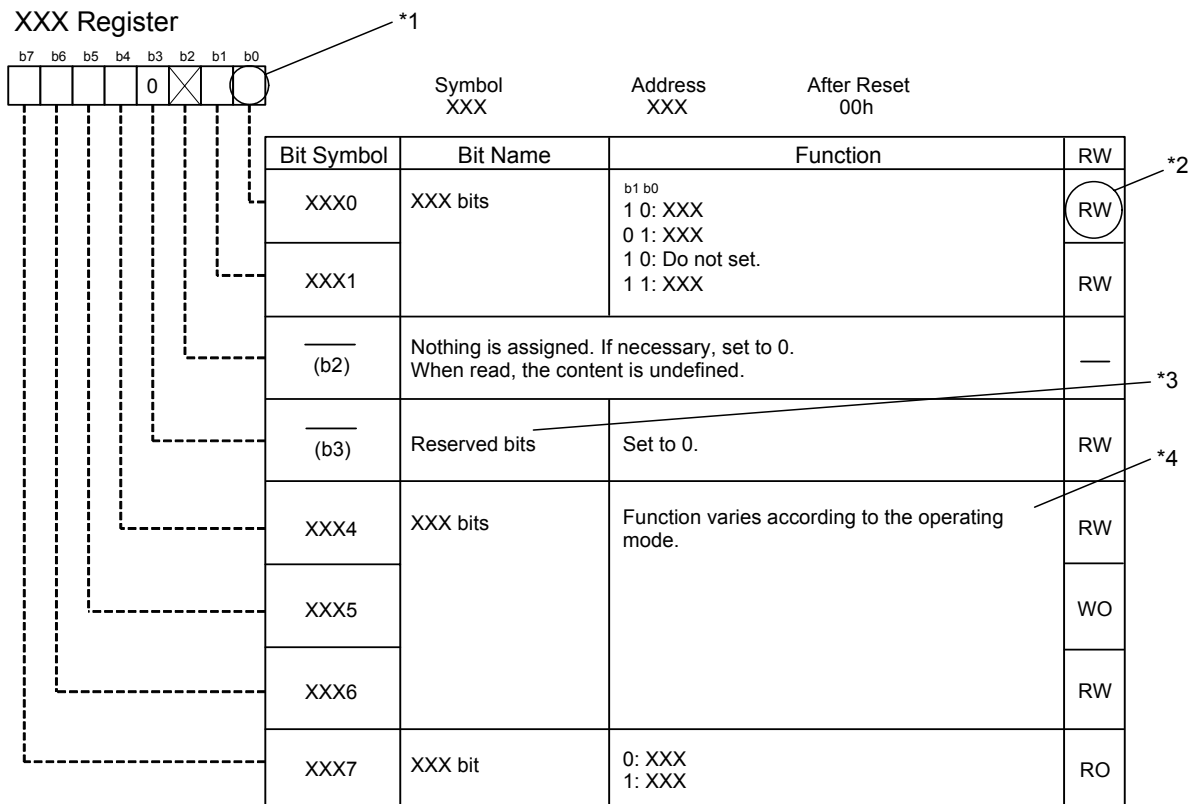 XXX Register
*1
b7 b6 b5 b4 b3 b2 b1 b0
0
Symbol Address After Reset
XXX XXX 00h
Bit Symbol Bit Name Function RW
*2
XXX0 XXX bits
b1 b0
1 0: XXX
0 1: XXX
1 0: Do not set.
1 1: XXX
RW
XXX1 RW
(b2) Nothing is assigned. If necessary, set to 0.
When read, the content is undefined.
—
*3
(b3) Reserved bits Set to 0. RW
*4
XXX4 XXX bits Function varies according to the operating
mode.
RW
XXX5 WO
XXX6 RW
XXX7 XXX bit 0: XXX
1: XXX
RO